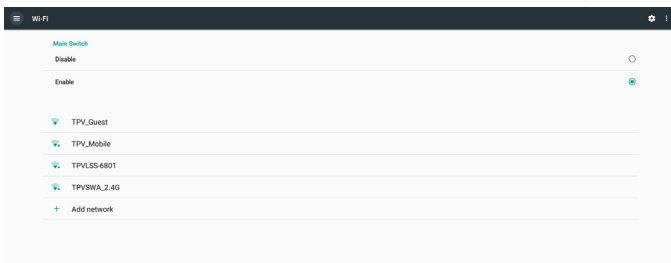 Wi-Fi
Main Switch
Disable
Enable
TPV_Guest
TPV_Mobile
TPVLSS-6801
TPVSWA_2.4G
Add network